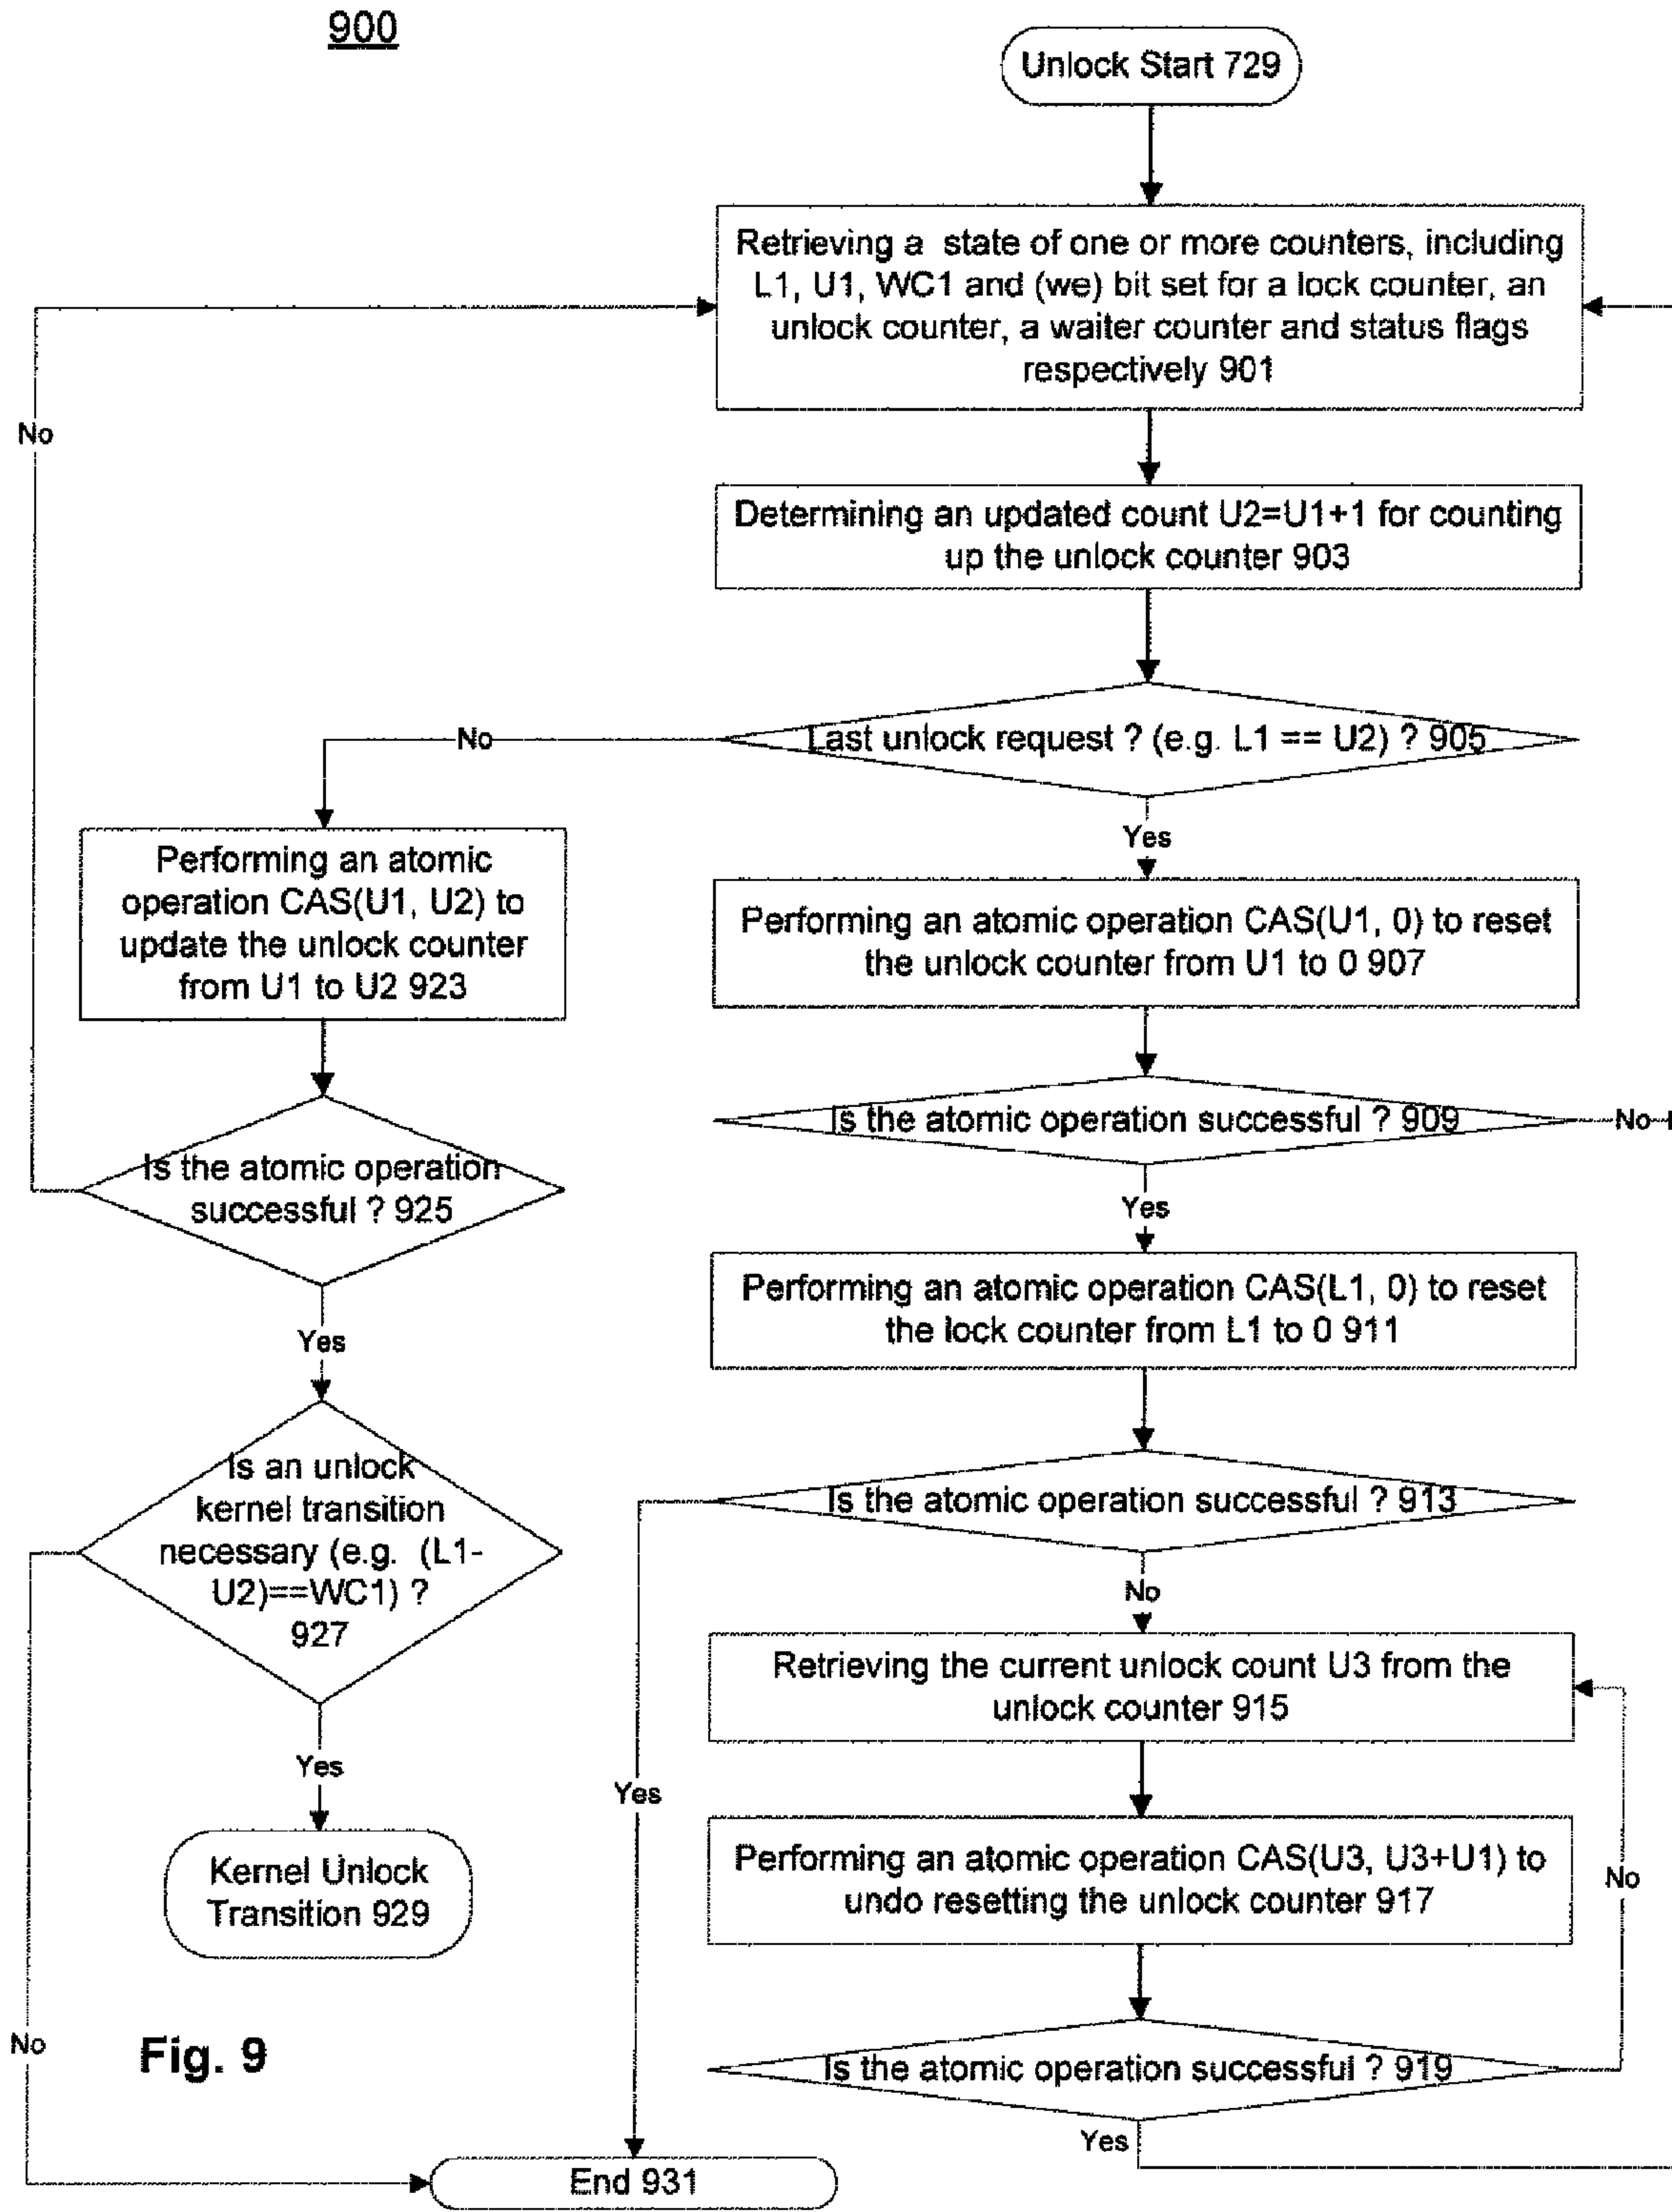 900
Unlock Start 729
Retrieving a state of one or more counters, including
L1, U1, WC1 and (we) bit set for a lock counter, an
unlock counter, a waiter counter and status flags
respectively 901
No
Determining an updated count U2=U1+1 for counting
up the unlock counter 903
No
Last unlock request ? (e.g. L1 == U2) ? 905
Yes
Performing an atomic
operation CAS(U1, U2) to
update the unlock counter
from U1 to U2 923
Performing an atomic operation CAS(U1, 0) to reset
the unlock counter from U1 to 0 907
Is the atomic operation successful ? 909
No
Is the atomic operation
successful ? 925
Yes
Performing an atomic operation CAS(L1, 0) to reset
the lock counter from L1 to 0 911
Yes
Is an unlock
kernel transition
necessary (e.g. (L1-
U2)==WC1) ?
927
Is the atomic operation successful ? 913
No
Retrieving the current unlock count U3 from the
unlock counter 915
Yes
Yes
Kernel Unlock
Transition 929
Performing an atomic operation CAS(U3, U3+U1) to
undo resetting the unlock counter 917
No
No
Fig. 9
Is the atomic operation successful ? 919
Yes
End 931